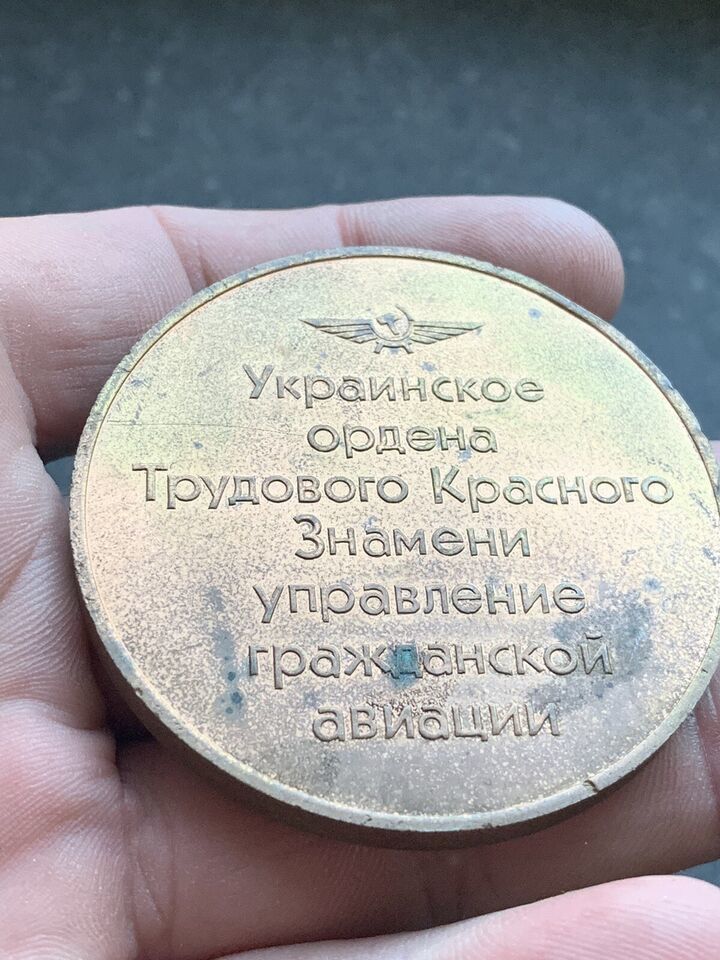 Украинское
ордена
Трудового Красного
Знамени
управление
гражданской
авиации